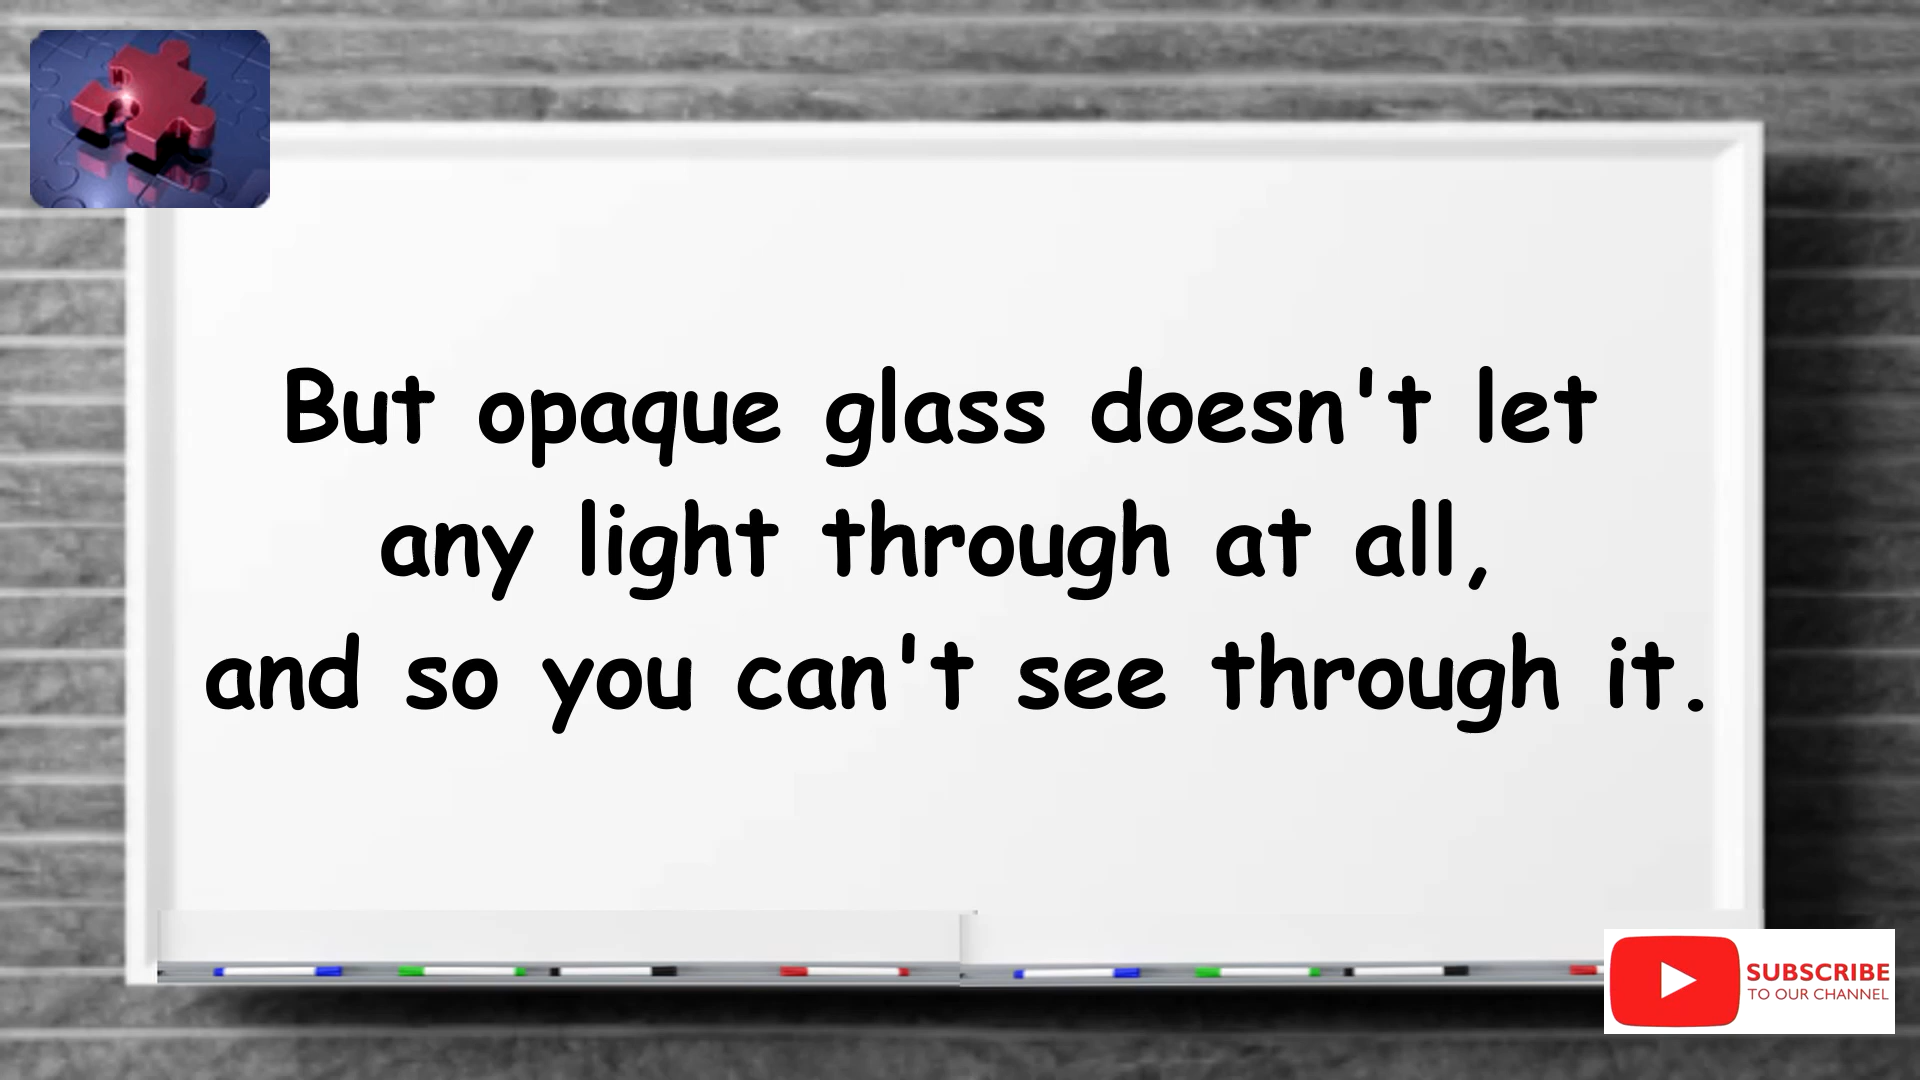 But opaque glass doesn't let
any light through at all,
and so you can't see through it.
SUBSCRIBE
TO OUR CHANNEL